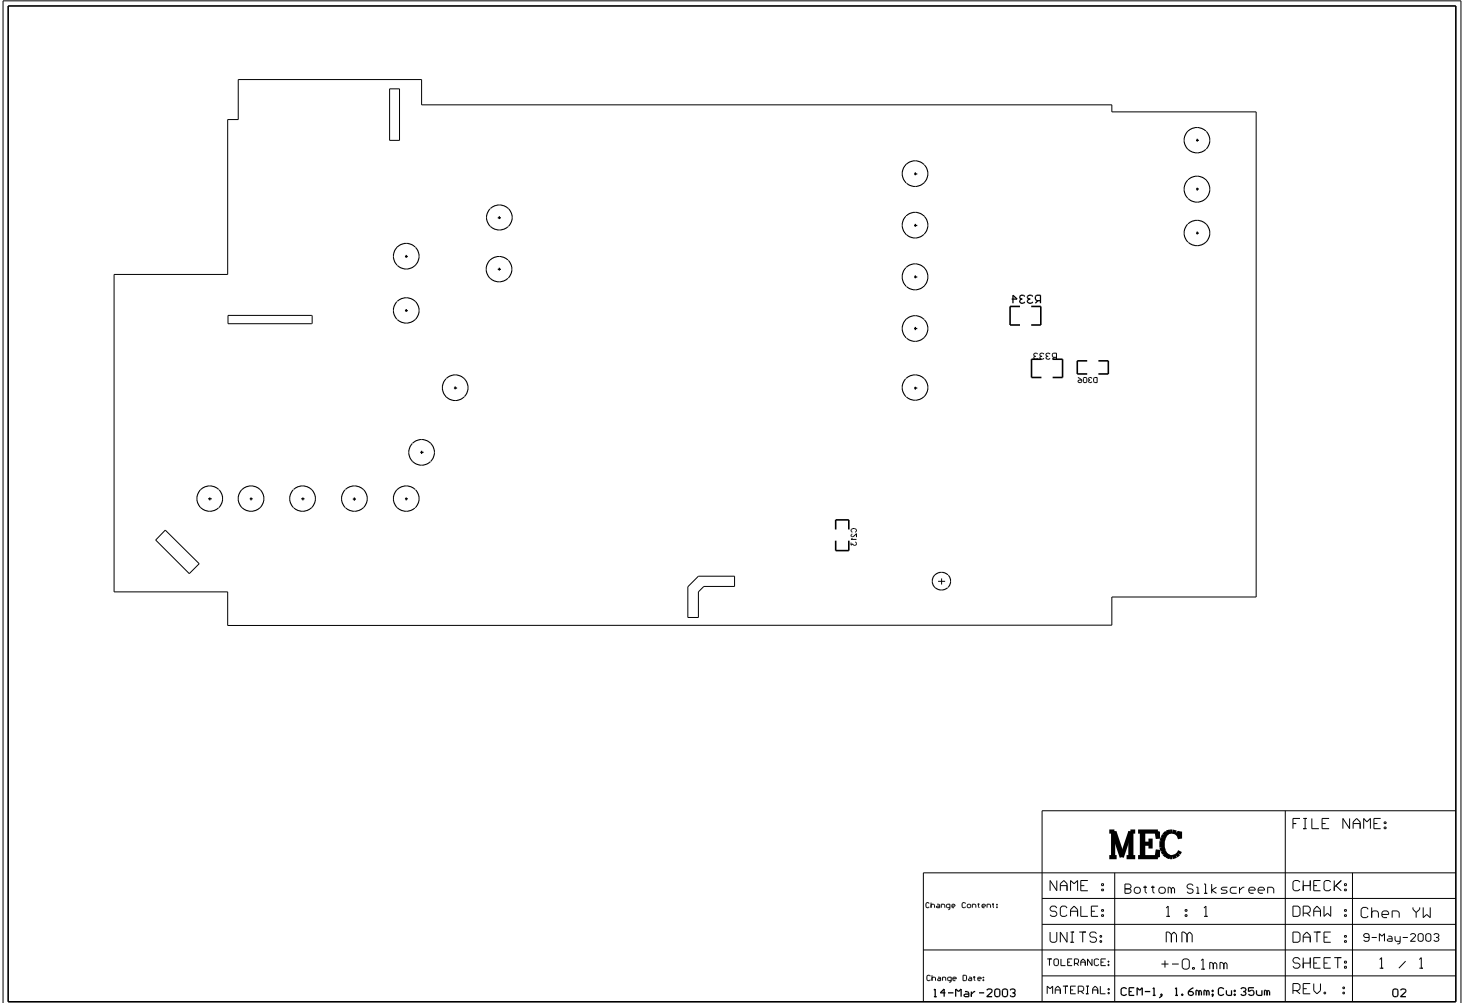 R334
R333
D306
C212
MEC
FILE NAME:
Change Content:
NAME : Bottom Silkscreen CHECK:
SCALE: 1 : 1 DRAW : Chen YW
UNITS: mm DATE : 9-May-2003
Change Date:
14-Mar-2003
TOLERANCE: +-0.1mm SHEET: 1 / 1
MATERIAL: CEM-1, 1.6mm;Cu:35um REV. : 02